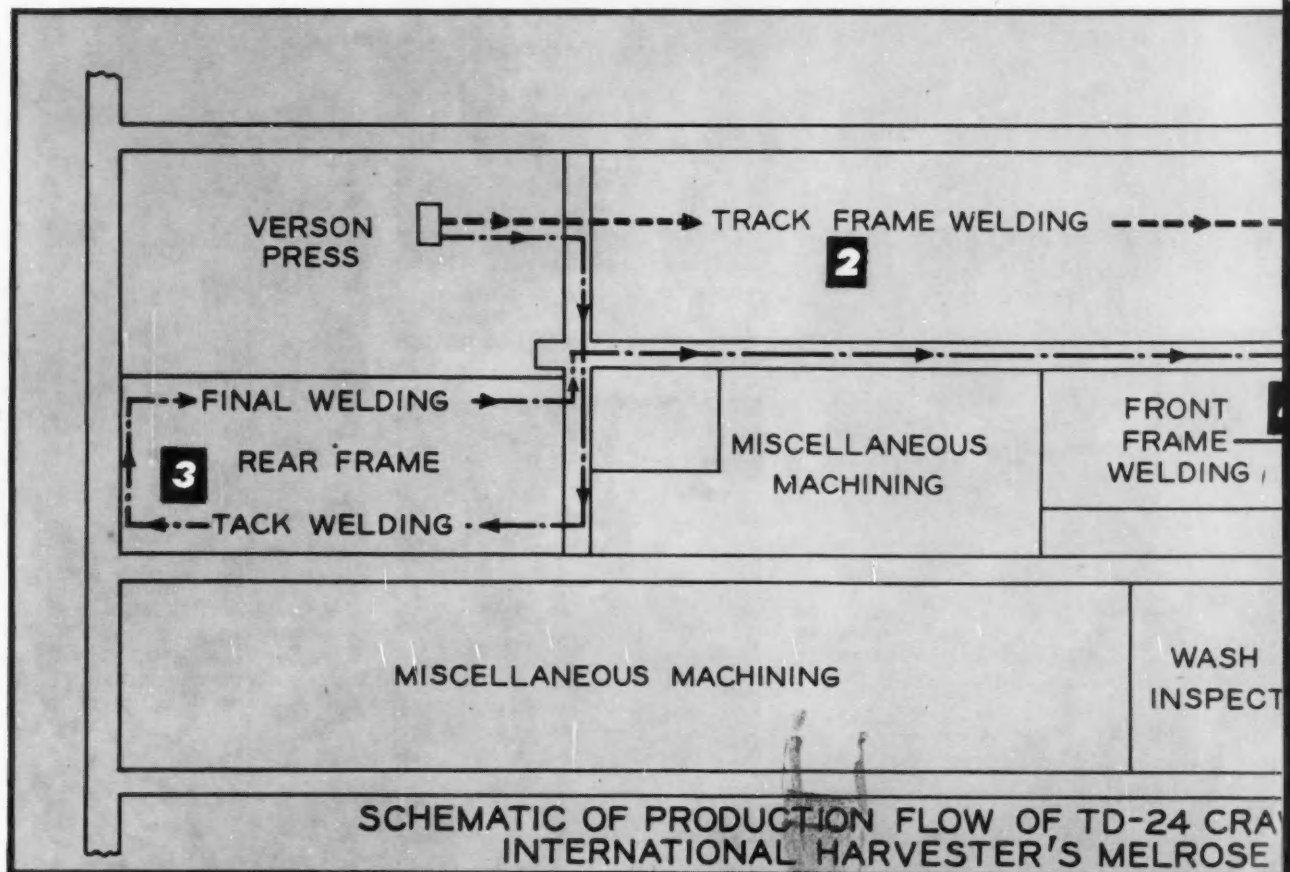 VERSON
PRESS
TRACK FRAME WELDING
2
FINAL WELDING
3
REAR FRAME
TACK WELDING
MISCELLANEOUS
MACHINING
FRONT
FRAME
WELDING
MISCELLANEOUS MACHINING
WASH
INSPECT
SCHEMATIC OF PRODUCTION FLOW OF TD-24
INTERNATIONAL HARVESTER'S MELROSE